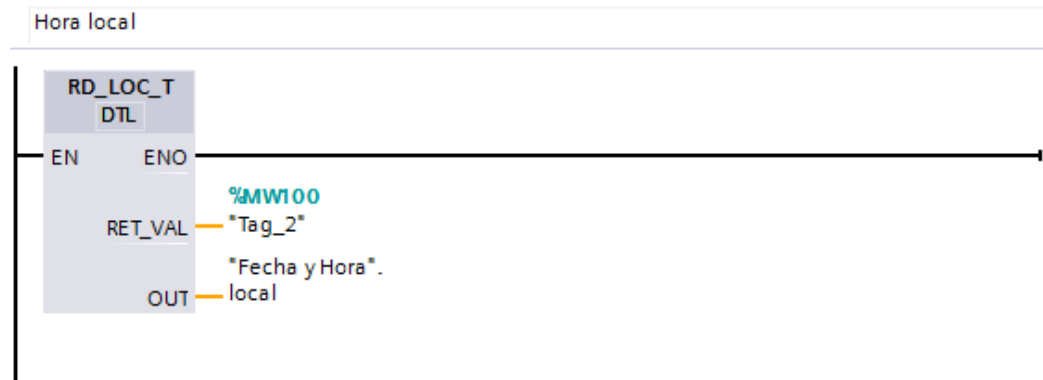 Hora local
RD_LOC_T
DTL
EN ENO
%MW100
RET_VAL "Tag_2"
"Fecha y Hora".
OUT local